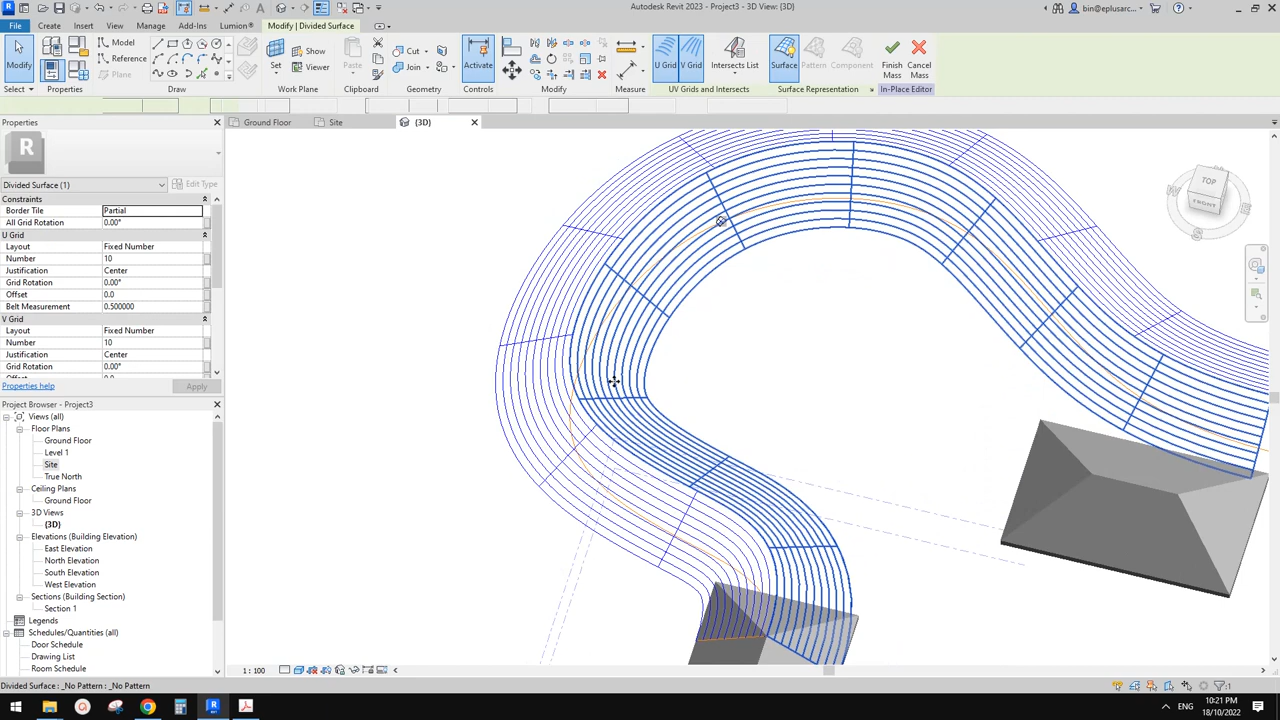 Autodesk Revit 2023 - Project3 - 3D View: {3D}
bin@eplusarc...
File Create Insert View Manage Add-Ins Lumion® Modify | Divided Surface
Modify
Model
Reference
Plane
Set
Show
Viewer
Paste
Cut
Join
Activate
U Grid
V Grid
Intersects List
Surface
Pattern
Component
Finish Mass
Cancel Mass
Select Properties Draw Work Plane Clipboard Geometry Controls Modify Measure UV Grids and Intersects Surface Representation In-Place Editor
Properties
Ground Floor
Site
{3D}
R
Divided Surface (1)
Edit Type
Constraints
Border Tile Partial
All Grid Rotation 0.00°
U Grid
Layout Fixed Number
Number 10
Justification Center
Grid Rotation 0.00°
Offset 0.0
Belt Measurement 0.500000
V Grid
Layout Fixed Number
Number 10
Justification Center
Grid Rotation 0.00°
Properties help
Apply
Project Browser - Project3
Views (all)
Floor Plans
Ground Floor
Level 1
Site
True North
Ceiling Plans
Ground Floor
3D Views
{3D}
Elevations (Building Elevation)
East Elevation
North Elevation
South Elevation
West Elevation
Sections (Building Section)
Section 1
Legends
Schedules/Quantities (all)
Door Schedule
Drawing List
Room Schedule
TOP
FRONT
W
S
E
1 : 100
Divided Surface : _No Pattern : _No Pattern
:1
ENG
10:21 PM
18/10/2022